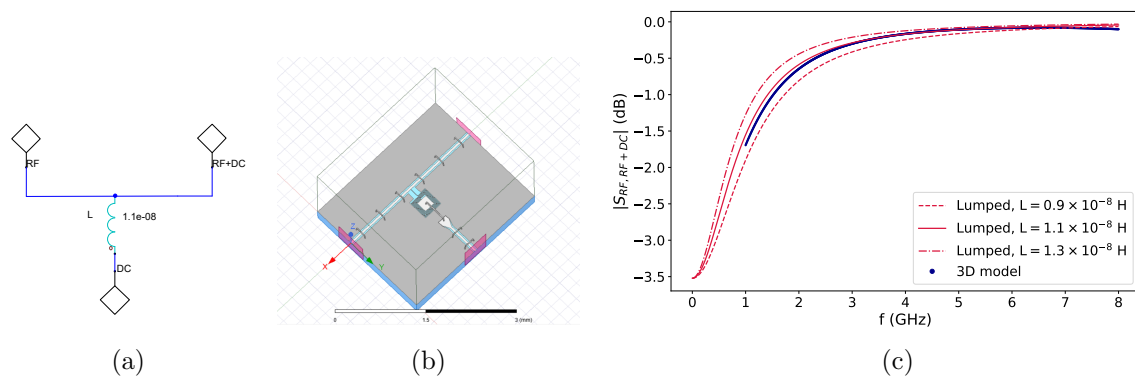 RF
RF+DC
L
1.1e-08
0
DC
(a)
Z
X
Y
0
1.5
3 (mm)
(b)
0.0
−0.5
−1.0
−1.5
−2.0
−2.5
−3.0
−3.5
|S_{RF, RF+DC}| (dB)
0 1 2 3 4 5 6 7 8
f (GHz)
Lumped, L = 0.9 × 10⁻⁸ H
Lumped, L = 1.1 × 10⁻⁸ H
Lumped, L = 1.3 × 10⁻⁸ H
3D model
(c)